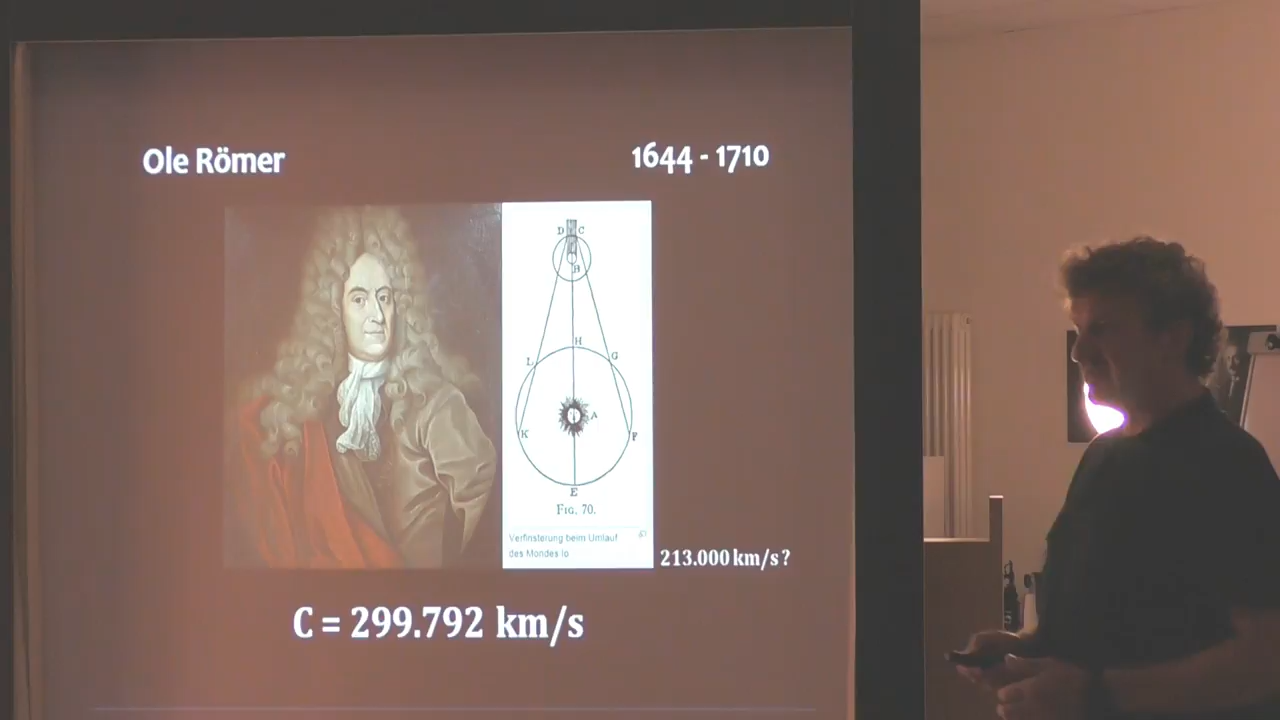 Ole Römer
1644 - 1710
D C
B
H
L G
A
K F
E
Fig. 70.
Verfinsterung beim Umlauf
des Mondes Io
213.000 km/s ?
C = 299.792 km/s